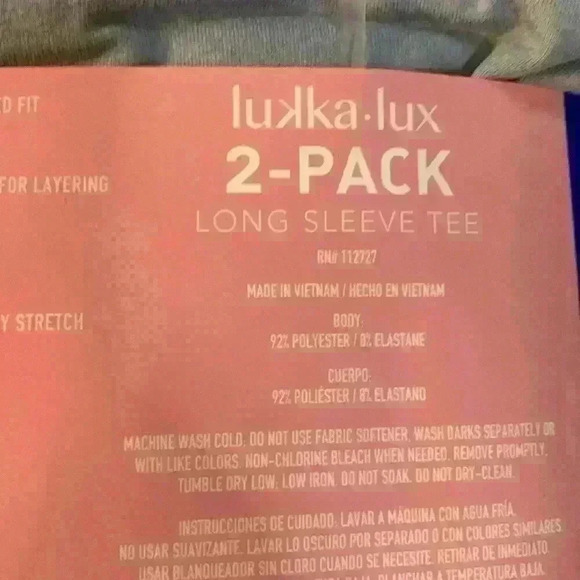 lukka·lux
2-PACK
LONG SLEEVE TEE
RN# 112727
MADE IN VIETNAM / HECHO EN VIETNAM
BODY:
92% POLYESTER / 8% ELASTANE
CUERPO:
92% POLIÉSTER / 8% ELASTANO
MACHINE WASH COLD. DO NOT USE FABRIC SOFTENER. WASH DARKS SEPARATELY OR
WITH LIKE COLORS. NON-CHLORINE BLEACH WHEN NEEDED. REMOVE PROMPTLY.
TUMBLE DRY LOW. LOW IRON. DO NOT SOAK. DO NOT DRY-CLEAN.
INSTRUCCIONES DE CUIDADO: LAVAR A MÁQUINA CON AGUA FRÍA.
NO USAR SUAVIZANTE. LAVAR LO OSCURO POR SEPARADO O CON COLORES SIMILARES.
USAR BLANQUEADOR SIN CLORO CUANDO SE NECESITE. RETIRAR DE INMEDIATO.
PLANCHAR A TEMPERATURA BAJA.
FIT
FOR LAYERING
STRETCH